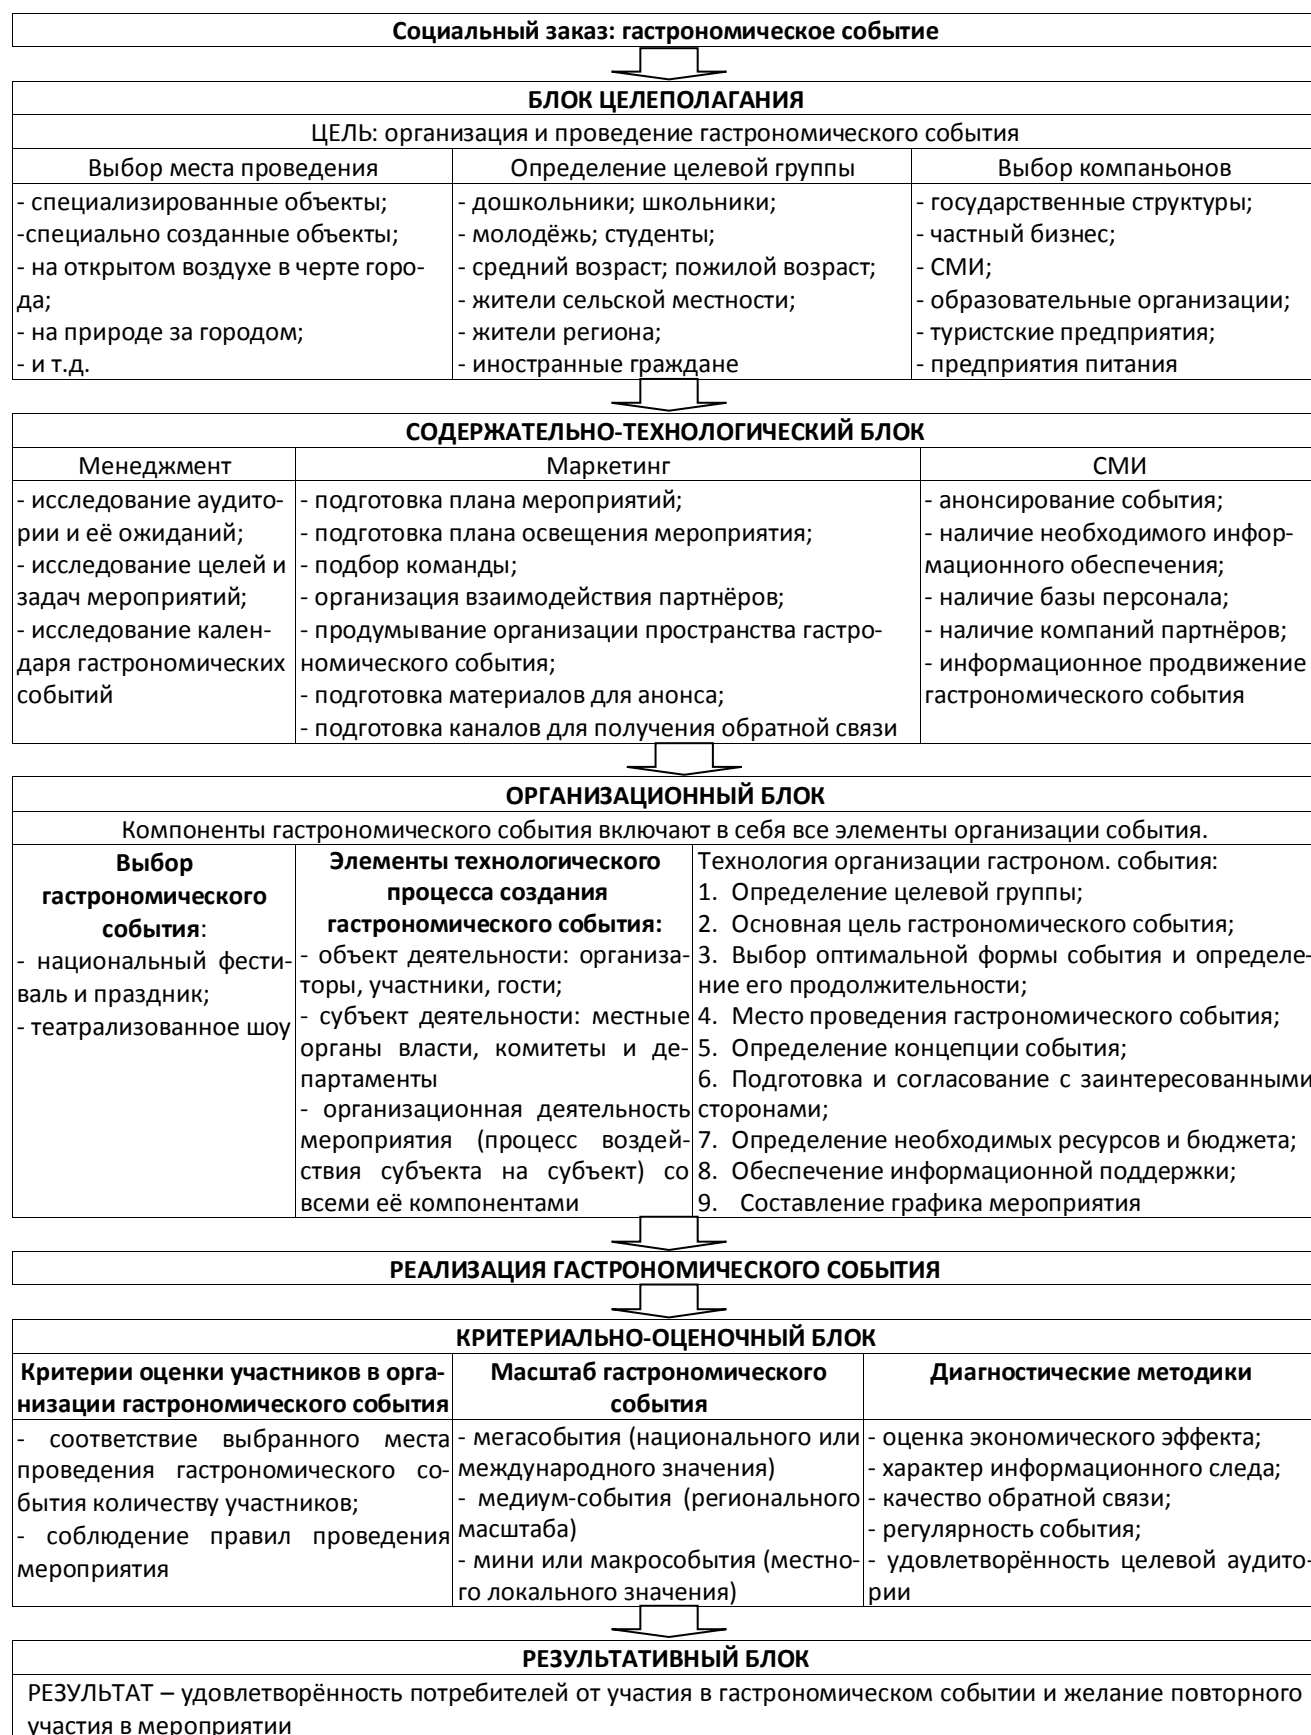 Социальный заказ: гастрономическое событие
БЛОК ЦЕЛЕПОЛАГАНИЯ
ЦЕЛЬ: организация и проведение гастрономического события
Выбор места проведения
- специализированные объекты;
-специально созданные объекты;
- на открытом воздухе в черте горо-
да;
- на природе за городом;
- и т.д.
Определение целевой группы
- дошкольники; школьники;
- молодёжь; студенты;
- средний возраст; пожилой возраст;
- жители сельской местности;
- жители региона;
- иностранные граждане
Выбор компаньонов
- государственные структуры;
- частный бизнес;
- СМИ;
- образовательные организации;
- туристские предприятия;
- предприятия питания
СОДЕРЖАТЕЛЬНО-ТЕХНОЛОГИЧЕСКИЙ БЛОК
Менеджмент
- исследование аудито-
рии и её ожиданий;
- исследование целей и
задач мероприятий;
- исследование кален-
даря гастрономических
событий
Маркетинг
- подготовка плана мероприятий;
- подготовка плана освещения мероприятия;
- подбор команды;
- организация взаимодействия партнёров;
- продумывание организации пространства гастро-
номического события;
- подготовка материалов для анонса;
- подготовка каналов для получения обратной связи
СМИ
- анонсирование события;
- наличие необходимого инфор-
мационного обеспечения;
- наличие базы персонала;
- наличие компаний партнёров;
- информационное продвижение
гастрономического события
ОРГАНИЗАЦИОННЫЙ БЛОК
Компоненты гастрономического события включают в себя все элементы организации события.
Выбор
гастрономического
события:
- национальный фести-
валь и праздник;
- театрализованное шоу
Элементы технологического
процесса создания
гастрономического события:
- объект деятельности: организа-
торы, участники, гости;
- субъект деятельности: местные
органы власти, комитеты и де-
партаменты
- организационная деятельность
мероприятия (процесс воздей-
ствия субъекта на субъект) со
всеми её компонентами
Технология организации гастроном. события:
1. Определение целевой группы;
2. Основная цель гастрономического события;
3. Выбор оптимальной формы события и определе-
ние его продолжительности;
4. Место проведения гастрономического события;
5. Определение концепции события;
6. Подготовка и согласование с заинтересованными
сторонами;
7. Определение необходимых ресурсов и бюджета;
8. Обеспечение информационной поддержки;
9. Составление графика мероприятия
РЕАЛИЗАЦИЯ ГАСТРОНОМИЧЕСКОГО СОБЫТИЯ
КРИТЕРИАЛЬНО-ОЦЕНОЧНЫЙ БЛОК
Критерии оценки участников в орга-
низации гастрономического события
- соответствие выбранного места
проведения гастрономического со-
бытия количеству участников;
- соблюдение правил проведения
мероприятия
Масштаб гастрономического
события
- мегасобытия (национального или
международного значения)
- медиум-события (регионального
масштаба)
- мини или макрособытия (местно-
го локального значения)
Диагностические методики
- оценка экономического эффекта;
- характер информационного следа;
- качество обратной связи;
- регулярность события;
- удовлетворённость целевой аудито-
рии
РЕЗУЛЬТАТИВНЫЙ БЛОК
РЕЗУЛЬТАТ – удовлетворённость потребителей от участия в гастрономическом событии и желание повторного
участия в мероприятии